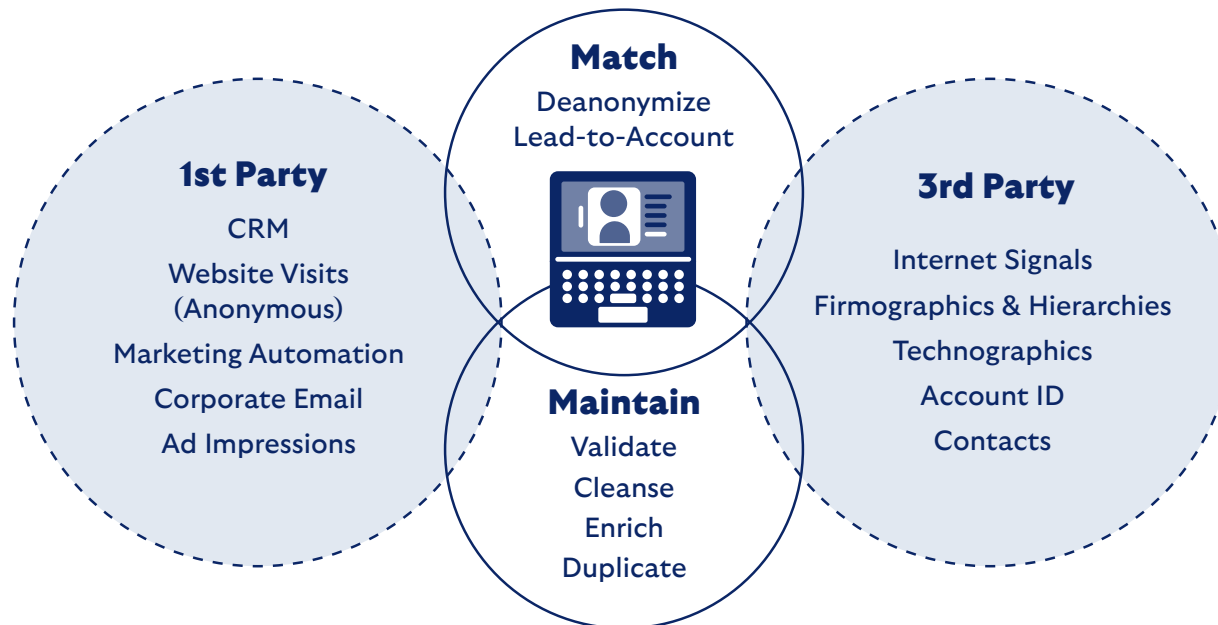 Match
Deanonymize
Lead-to-Account
1st Party
CRM
Website Visits
(Anonymous)
Marketing Automation
Corporate Email
Ad Impressions
3rd Party
Internet Signals
Firmographics & Hierarchies
Technographics
Account ID
Contacts
Maintain
Validate
Cleanse
Enrich
Duplicate